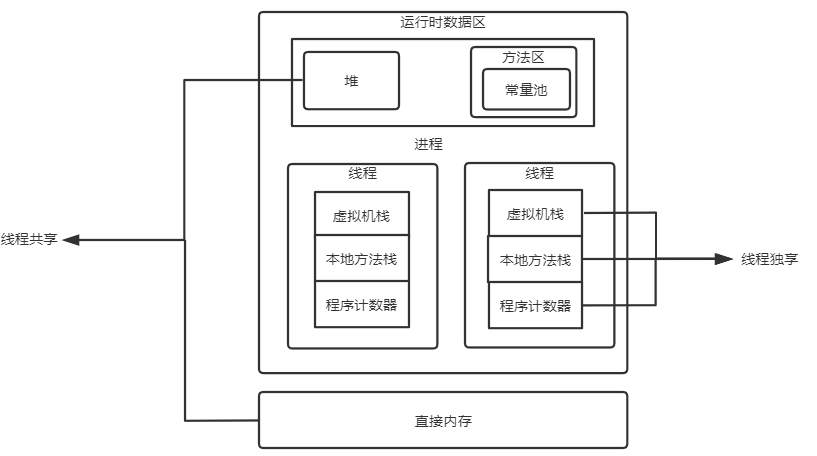 运行时数据区
堆
方法区
常量池
进程
线程
虚拟机栈
本地方法栈
程序计数器
线程
虚拟机栈
本地方法栈
程序计数器
线程共享
线程独享
直接内存